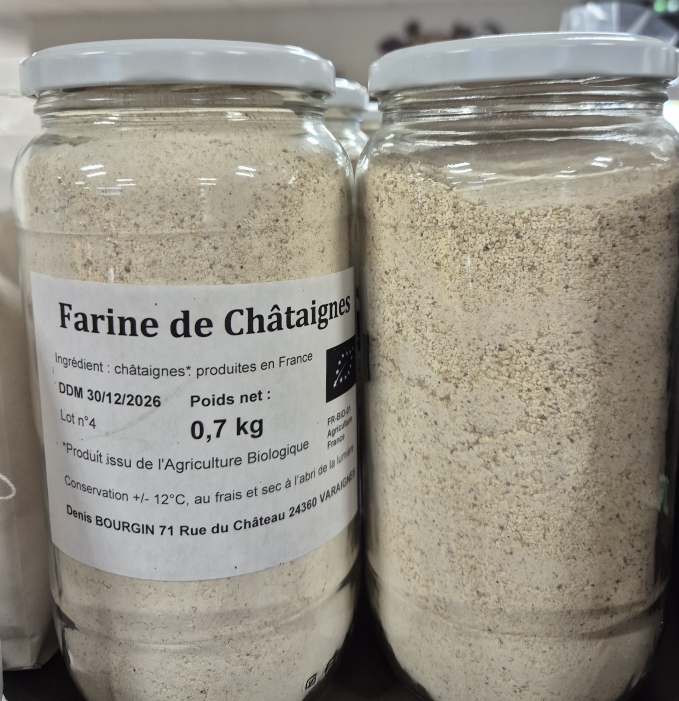 Farine de Châtaignes
Ingrédient : châtaignes* produites en France
DDM 30/12/2026
Poids net :
Lot n°4
0,7 kg
FR-BIO-01
Agriculture
France
*Produit issu de l'Agriculture Biologique
Conservation +/- 12°C, au frais et sec à l'abri de la lumière
Denis BOURGIN 71 Rue du Château 24360 VARAIGNES